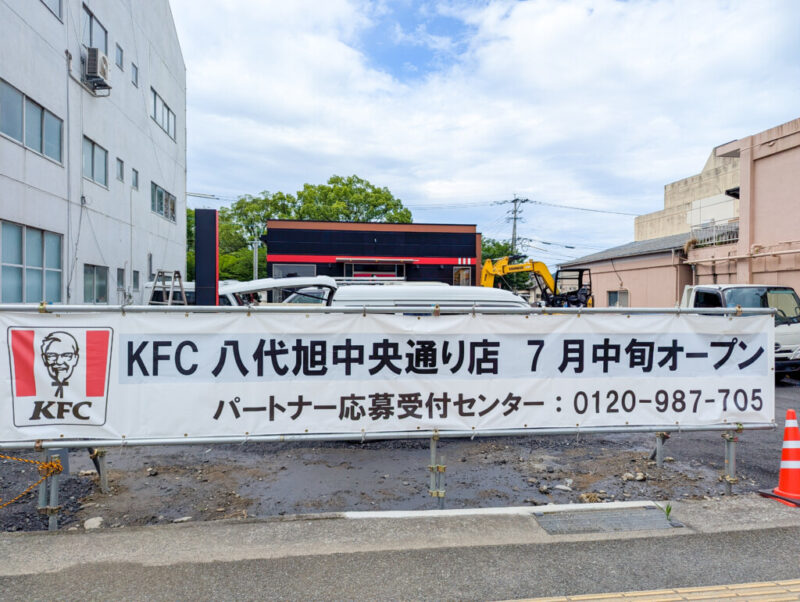 KFC 八代旭中央通り店 7月中旬オープン
KFC
パートナー応募受付センター:0120-987-705